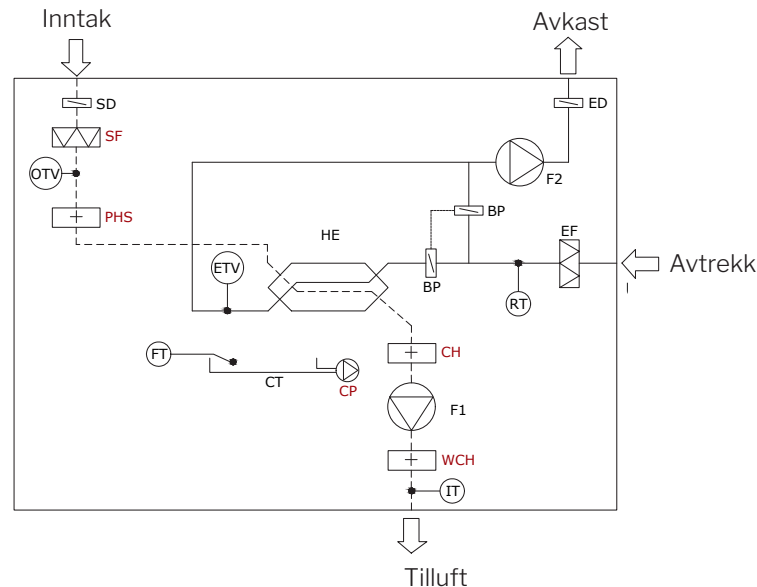 Inntak
Avkast
SD
ED
SF
F2
OTV
PHS
BP
HE
EF
ETV
BP
RT
Avtrekk
FT
CH
CT
CP
F1
WCH
IT
Tilluft